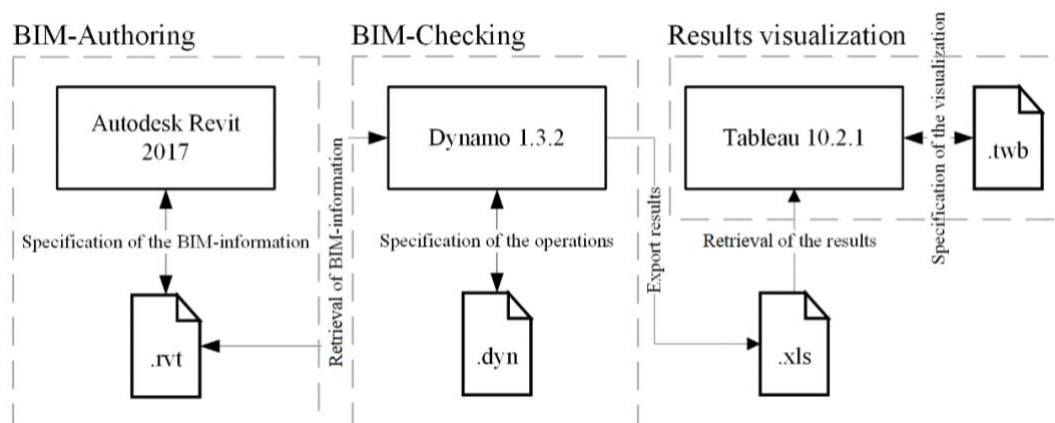 BIM-Authoring
BIM-Checking
Results visualization
Autodesk Revit
2017
Dynamo 1.3.2
Tableau 10.2.1
.twb
Specification of the visualization
Specification of the BIM-information
Retrieval of BIM-information
Specification of the operations
Export results
Retrieval of the results
.rvt
.dyn
.xls